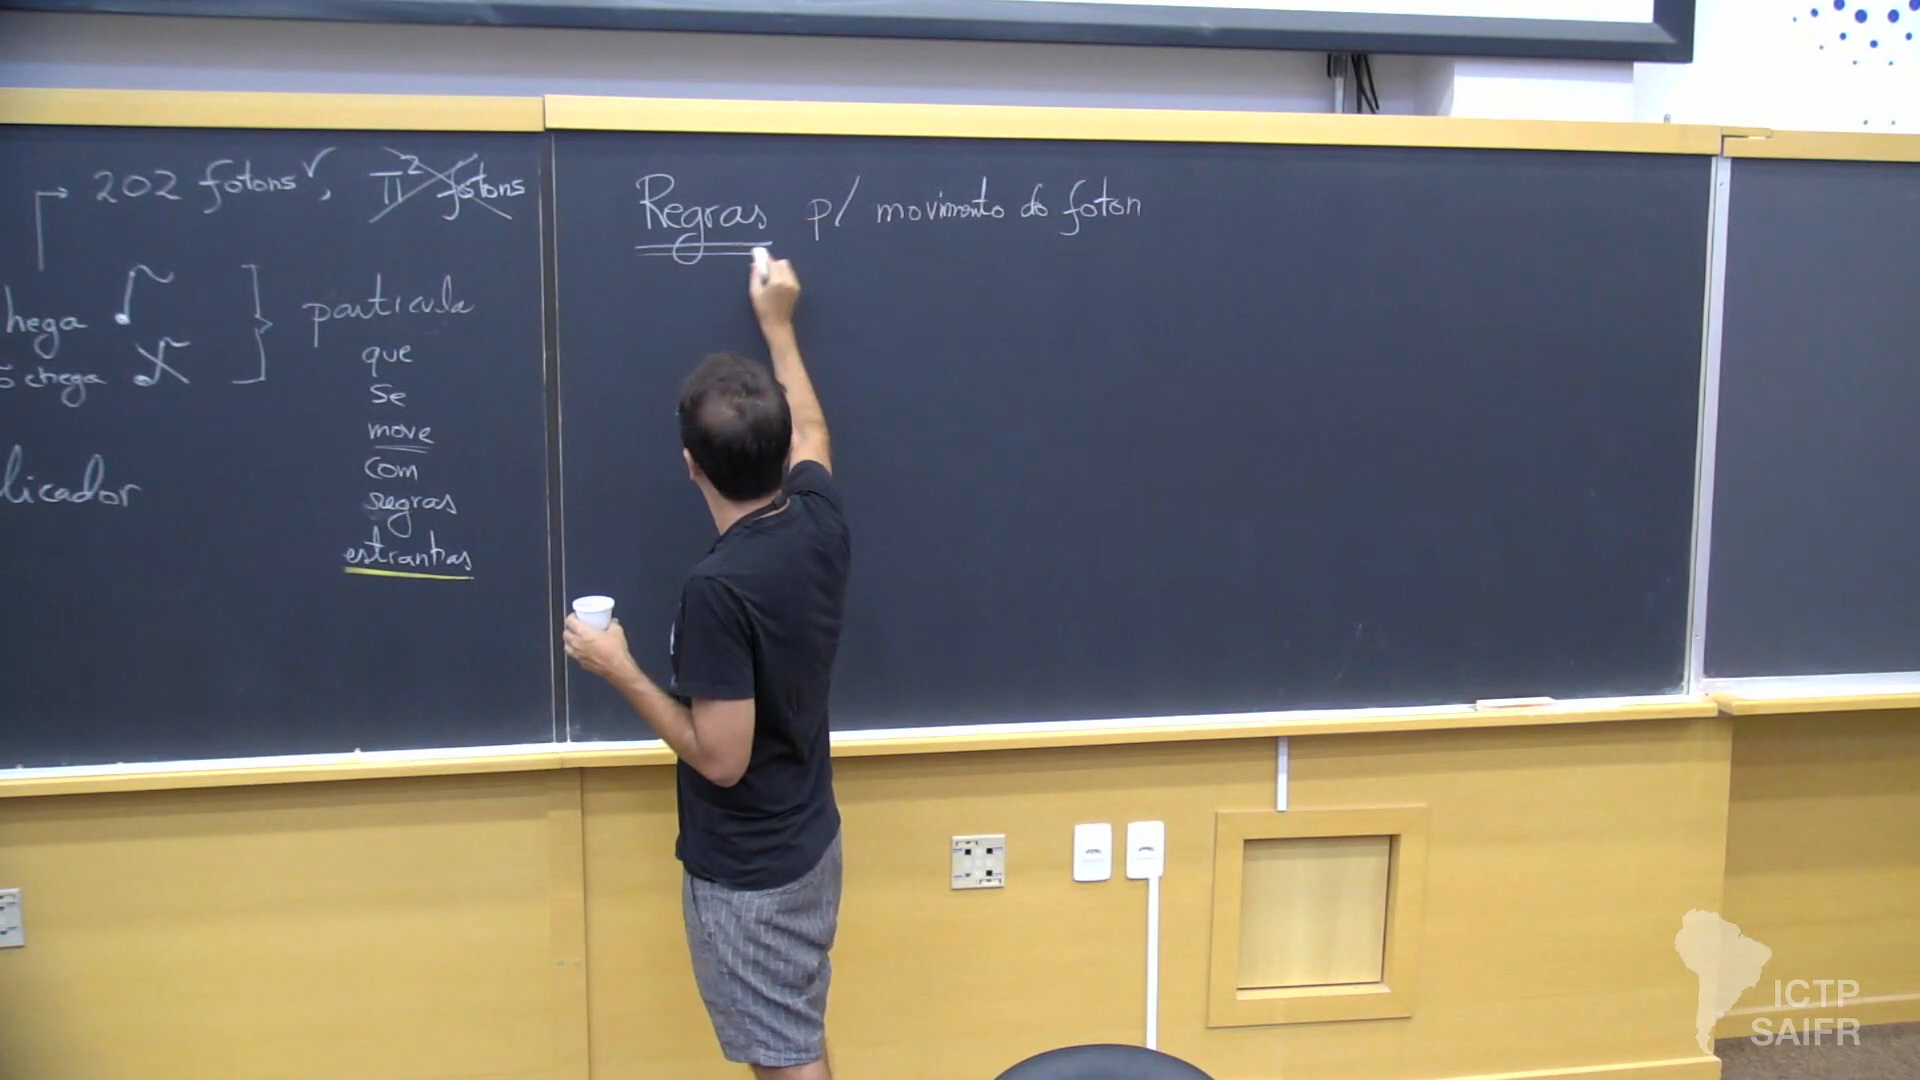 202 fotons √, π² fotons
hega
partícula
õ chega
que
se
move
com
licador
regras
estranhas
Regras p/ movimento do foton
ICTP
SAIFR